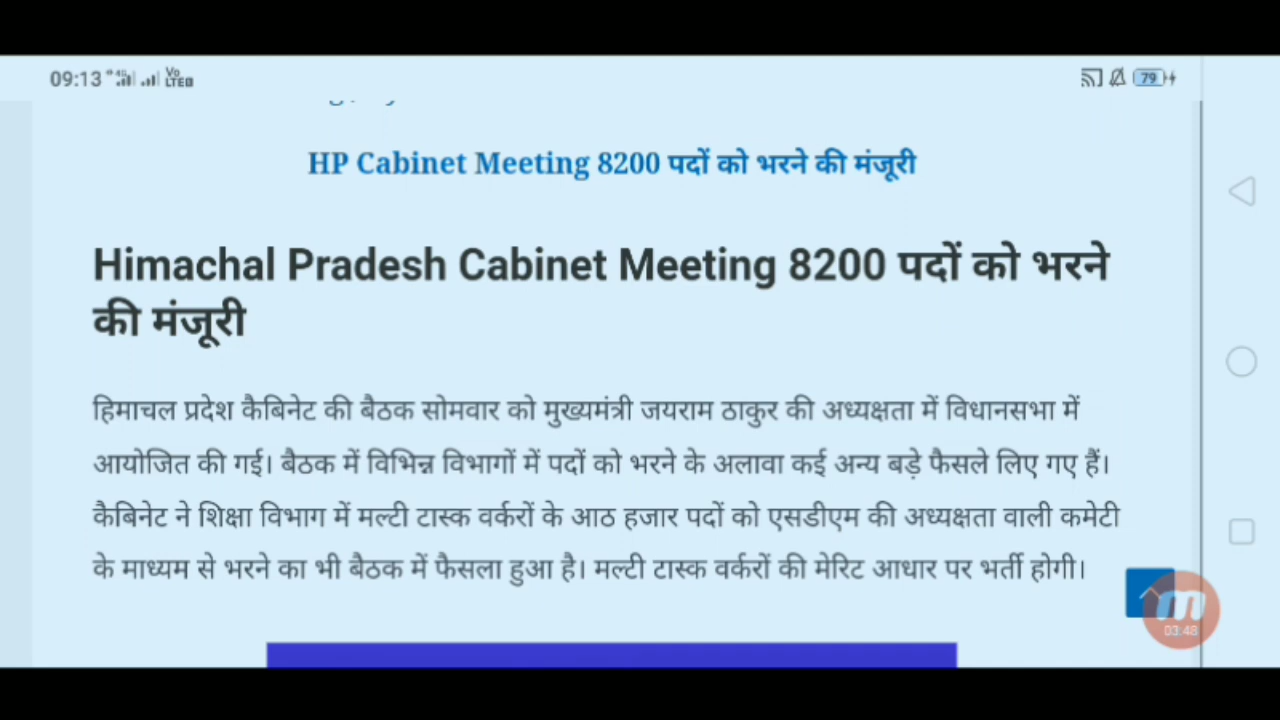 09:13 4G Vo LTE 79
HP Cabinet Meeting 8200 पदों को भरने की मंजूरी
Himachal Pradesh Cabinet Meeting 8200 पदों को भरने
की मंजूरी
हिमाचल प्रदेश कैबिनेट की बैठक सोमवार को मुख्यमंत्री जयराम ठाकुर की अध्यक्षता में विधानसभा में
आयोजित की गई। बैठक में विभिन्न विभागों में पदों को भरने के अलावा कई अन्य बड़े फैसले लिए गए हैं।
कैबिनेट ने शिक्षा विभाग में मल्टी टास्क वर्करों के आठ हजार पदों को एसडीएम की अध्यक्षता वाली कमेटी
के माध्यम से भरने का भी बैठक में फैसला हुआ है। मल्टी टास्क वर्करों की मेरिट आधार पर भर्ती होगी।
03:48